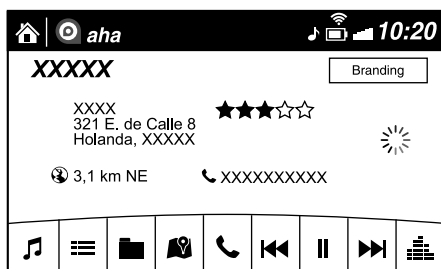 aha 10:20
XXXXX
Branding
XXXX
321 E. de Calle 8
Holanda, XXXXX
3,1 km NE XXXXXXXXXX